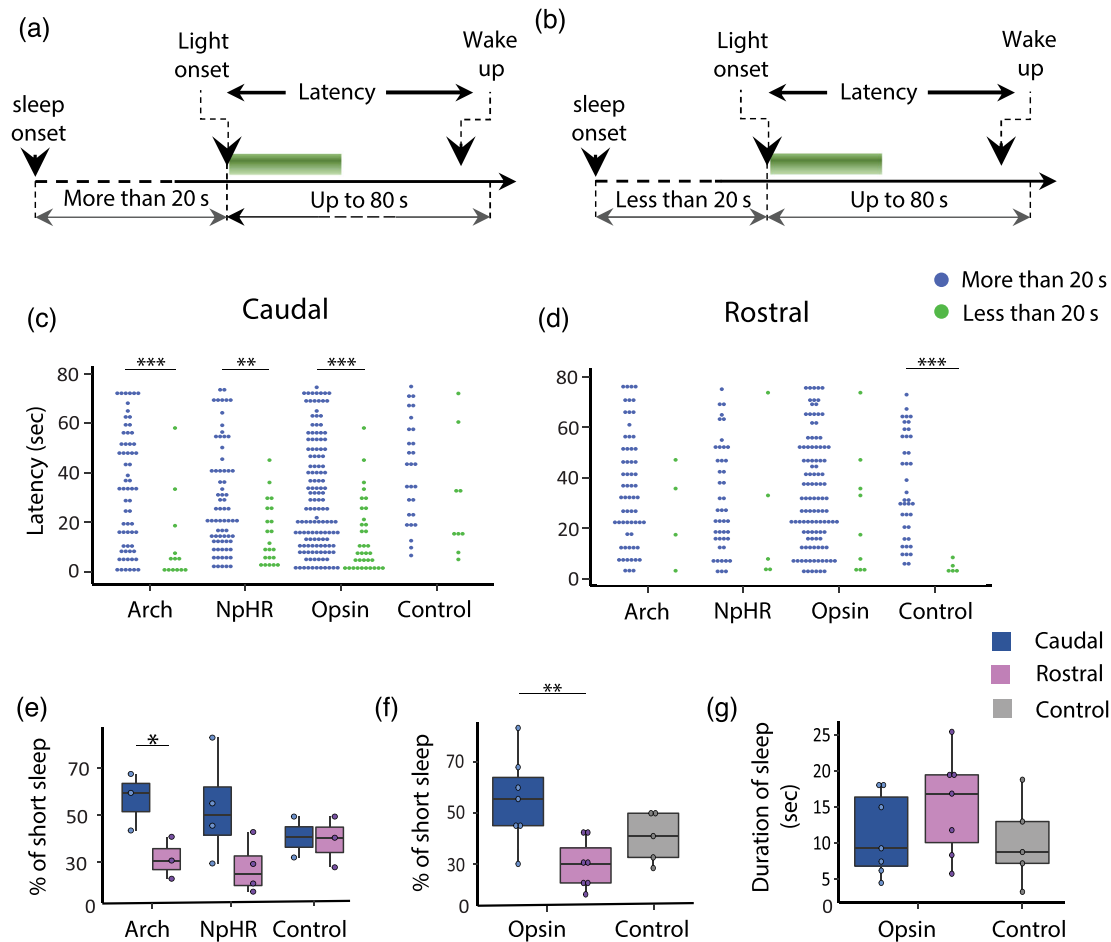 (a)
Light
onset
Wake
up
Latency
sleep
onset
More than 20 s
Up to 80 s
(b)
Light
onset
Wake
up
Latency
sleep
onset
Less than 20 s
Up to 80 s
More than 20 s
Less than 20 s
(c)
Caudal
*** ** ***
Latency (sec)
80
60
40
20
0
Arch NpHR Opsin Control
(d)
Rostral
***
80
60
40
20
0
Arch NpHR Opsin Control
Caudal
Rostral
Control
(e)
*
% of short sleep
70
50
30
0
Arch NpHR Control
(f)
**
% of short sleep
70
50
30
0
Opsin Control
(g)
Duration of sleep
(sec)
25
20
15
10
5
0
Opsin Control